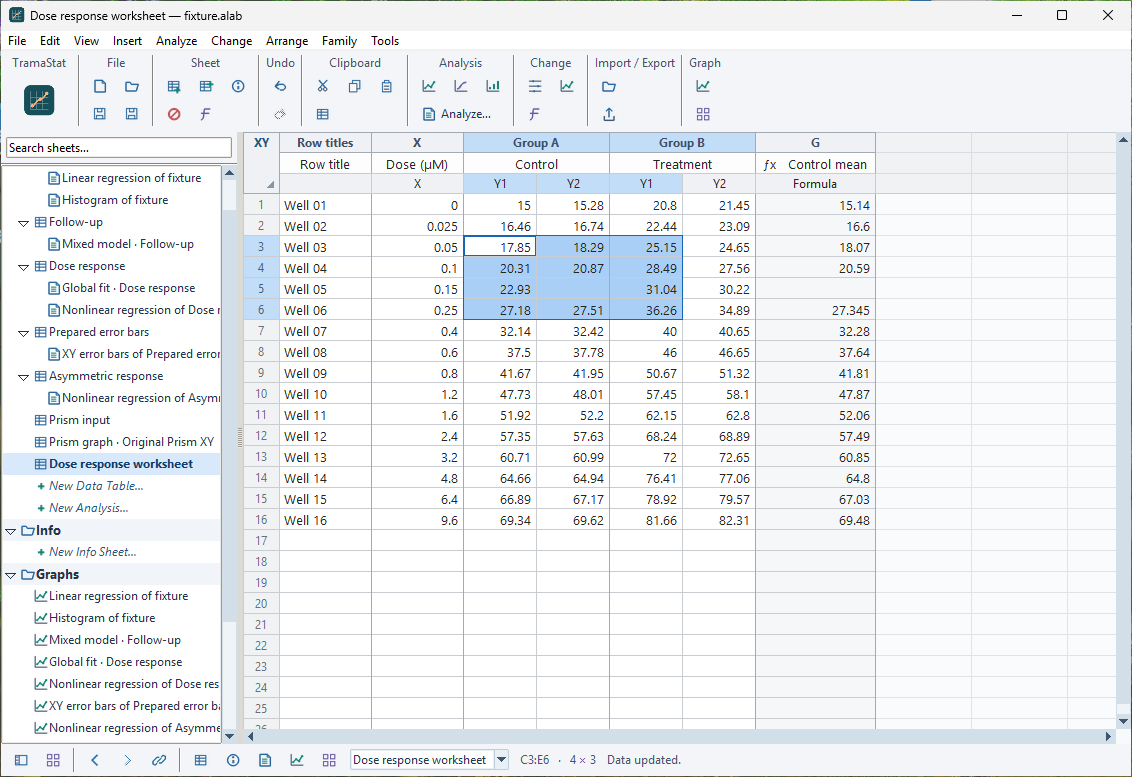 Dose response worksheet — fixture.alab
File Edit View Insert Analyze Change Arrange Family Tools
TramaStat File Sheet Undo Clipboard Analysis Change Import / Export Graph
Analyze...
Search sheets...
Linear regression of fixture
Histogram of fixture
Follow-up
Mixed model · Follow-up
Dose response
Global fit · Dose response
Nonlinear regression of Dose r
Prepared error bars
XY error bars of Prepared error
Asymmetric response
Nonlinear regression of Asymr
Prism input
Prism graph · Original Prism XY
Dose response worksheet
+ New Data Table...
+ New Analysis...
Info
+ New Info Sheet...
Graphs
Linear regression of fixture
Histogram of fixture
Mixed model · Follow-up
Global fit · Dose response
Nonlinear regression of Dose res
XY error bars of Prepared error ba
Nonlinear regression of Asymme
XY Row titles X Group A Group B G
Row title Dose (µM) Control Treatment ƒx Control mean
X Y1 Y2 Y1 Y2 Formula
1 Well 01 0 15 15.28 20.8 21.45 15.14
2 Well 02 0.025 16.46 16.74 22.44 23.09 16.6
3 Well 03 0.05 17.85 18.29 25.15 24.65 18.07
4 Well 04 0.1 20.31 20.87 28.49 27.56 20.59
5 Well 05 0.15 22.93 31.04 30.22
6 Well 06 0.25 27.18 27.51 36.26 34.89 27.345
7 Well 07 0.4 32.14 32.42 40 40.65 32.28
8 Well 08 0.6 37.5 37.78 46 46.65 37.64
9 Well 09 0.8 41.67 41.95 50.67 51.32 41.81
10 Well 10 1.2 47.73 48.01 57.45 58.1 47.87
11 Well 11 1.6 51.92 52.2 62.15 62.8 52.06
12 Well 12 2.4 57.35 57.63 68.24 68.89 57.49
13 Well 13 3.2 60.71 60.99 72 72.65 60.85
14 Well 14 4.8 64.66 64.94 76.41 77.06 64.8
15 Well 15 6.4 66.89 67.17 78.92 79.57 67.03
16 Well 16 9.6 69.34 69.62 81.66 82.31 69.48
17
18
19
20
21
22
23
24
25
26
Dose response worksheet C3:E6 · 4 × 3 Data updated.